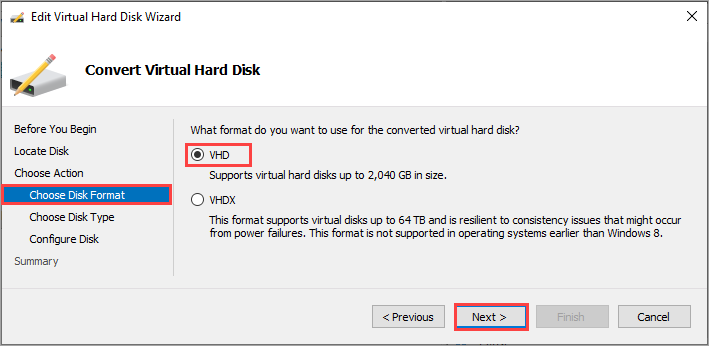 Edit Virtual Hard Disk Wizard
Convert Virtual Hard Disk
Before You Begin
Locate Disk
Choose Action
Choose Disk Format
Choose Disk Type
Configure Disk
Summary
What format do you want to use for the converted virtual hard disk?
VHD
Supports virtual hard disks up to 2,040 GB in size.
VHDX
This format supports virtual disks up to 64 TB and is resilient to consistency issues that might occur
from power failures. This format is not supported in operating systems earlier than Windows 8.
< Previous
Next >
Finish
Cancel